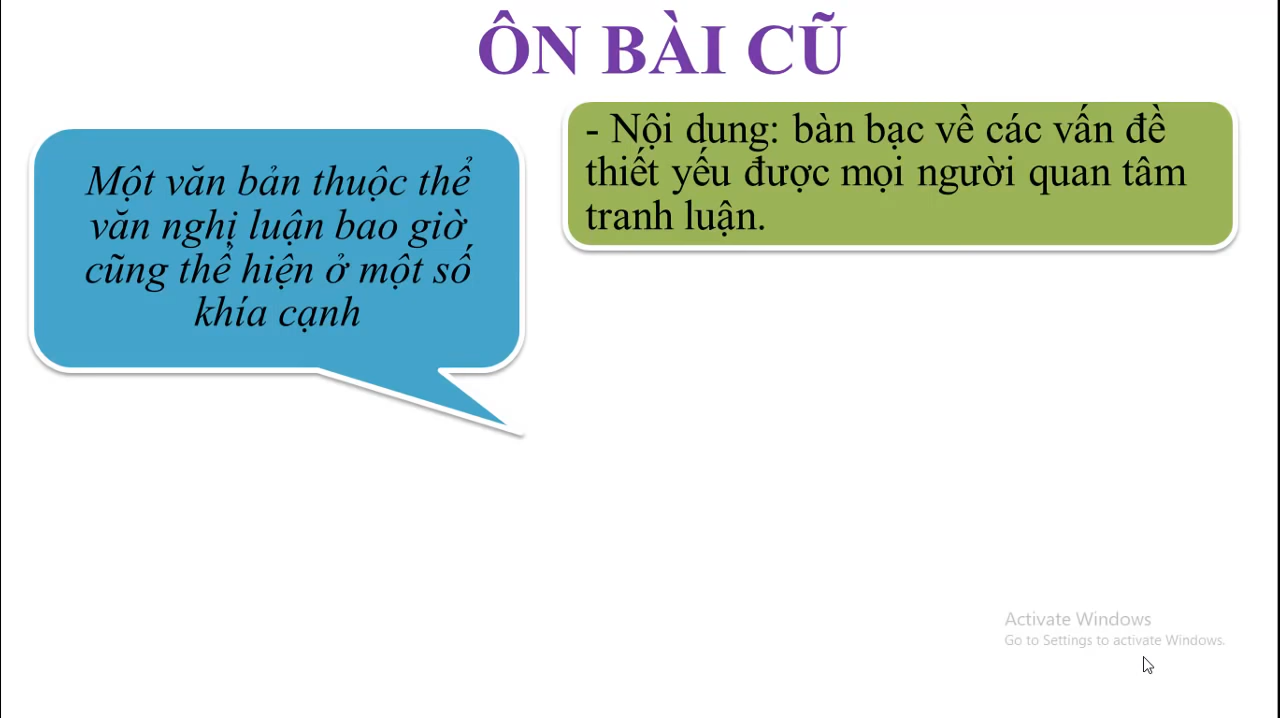 ÔN BÀI CŨ
Một văn bản thuộc thể
văn nghị luận bao giờ
cũng thể hiện ở một số
khía cạnh
- Nội dung: bàn bạc về các vấn đề
thiết yếu được mọi người quan tâm
tranh luận.
Activate Windows
Go to Settings to activate Windows.